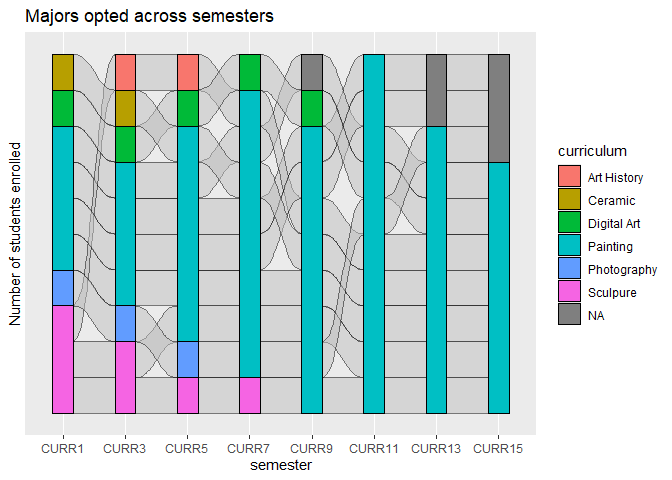 Majors opted across semesters
Number of students enrolled
CURR1 CURR3 CURR5 CURR7 CURR9 CURR11 CURR13 CURR15
semester
curriculum
Art History
Ceramic
Digital Art
Painting
Photography
Sculpure
NA